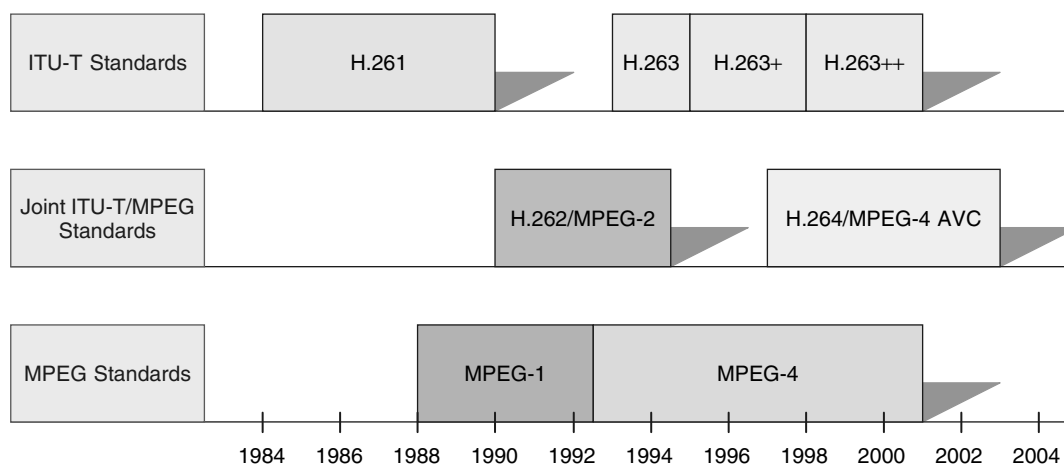 ITU-T Standards
H.261
H.263
H.263+
H.263++
Joint ITU-T/MPEG
Standards
H.262/MPEG-2
H.264/MPEG-4 AVC
MPEG Standards
MPEG-1
MPEG-4
1984 1986 1988 1990 1992 1994 1996 1998 2000 2002 2004